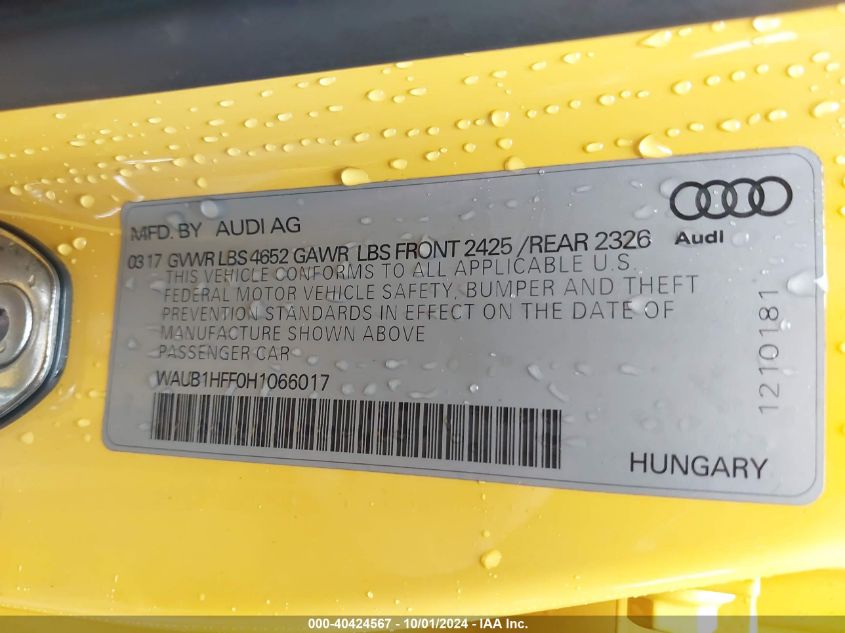 MFD. BY AUDI AG
Audi
03 17 GVWR LBS 4652 GAWR LBS FRONT 2425 /REAR 2326
THIS VEHICLE CONFORMS TO ALL APPLICABLE U.S.
FEDERAL MOTOR VEHICLE SAFETY, BUMPER AND THEFT
PREVENTION STANDARDS IN EFFECT ON THE DATE OF
MANUFACTURE SHOWN ABOVE
PASSENGER CAR
WAUB1HFF0H1066017
1210181
HUNGARY
000-40424567 - 10/01/2024 - IAA Inc.